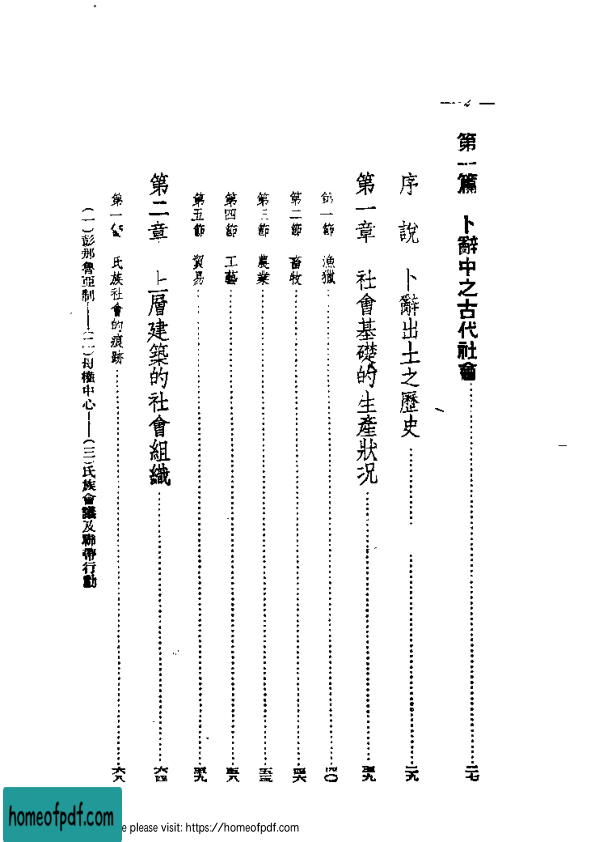 第一篇 卜辭中之古代社會……二七
序說 卜辭出土之歷史……二九
第一章 社會基礎的生產狀况……三九
第一節 漁獵……四〇
第二節 畜牧……四六
第三節 農業……五三
第四節 工藝……五八
第五節 貿易……
第二章 上層建築的社會組織……六四
第一節 氏族社會的痕跡……六八
(一)彭那魯亞制——(二)母權中心——(三)氏族會議及聯帶行動
homeofpdf.com
e please visit: https://homeofpdf.com